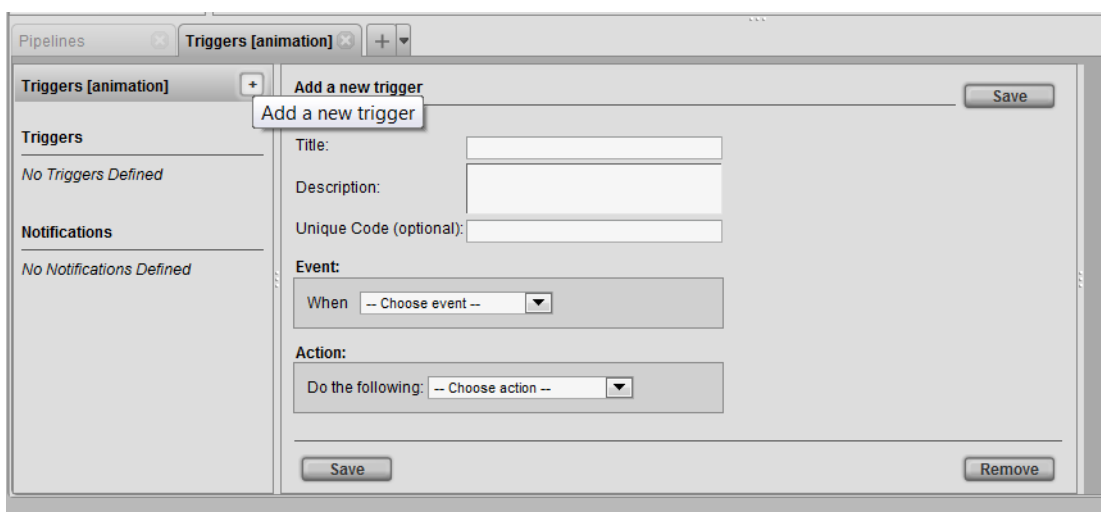 Pipelines
Triggers [animation]
Triggers [animation]
+
Add a new trigger
Save
Add a new trigger
Triggers
No Triggers Defined
Notifications
No Notifications Defined
Title:
Description:
Unique Code (optional):
Event:
When -- Choose event --
Action:
Do the following: -- Choose action --
Save
Remove